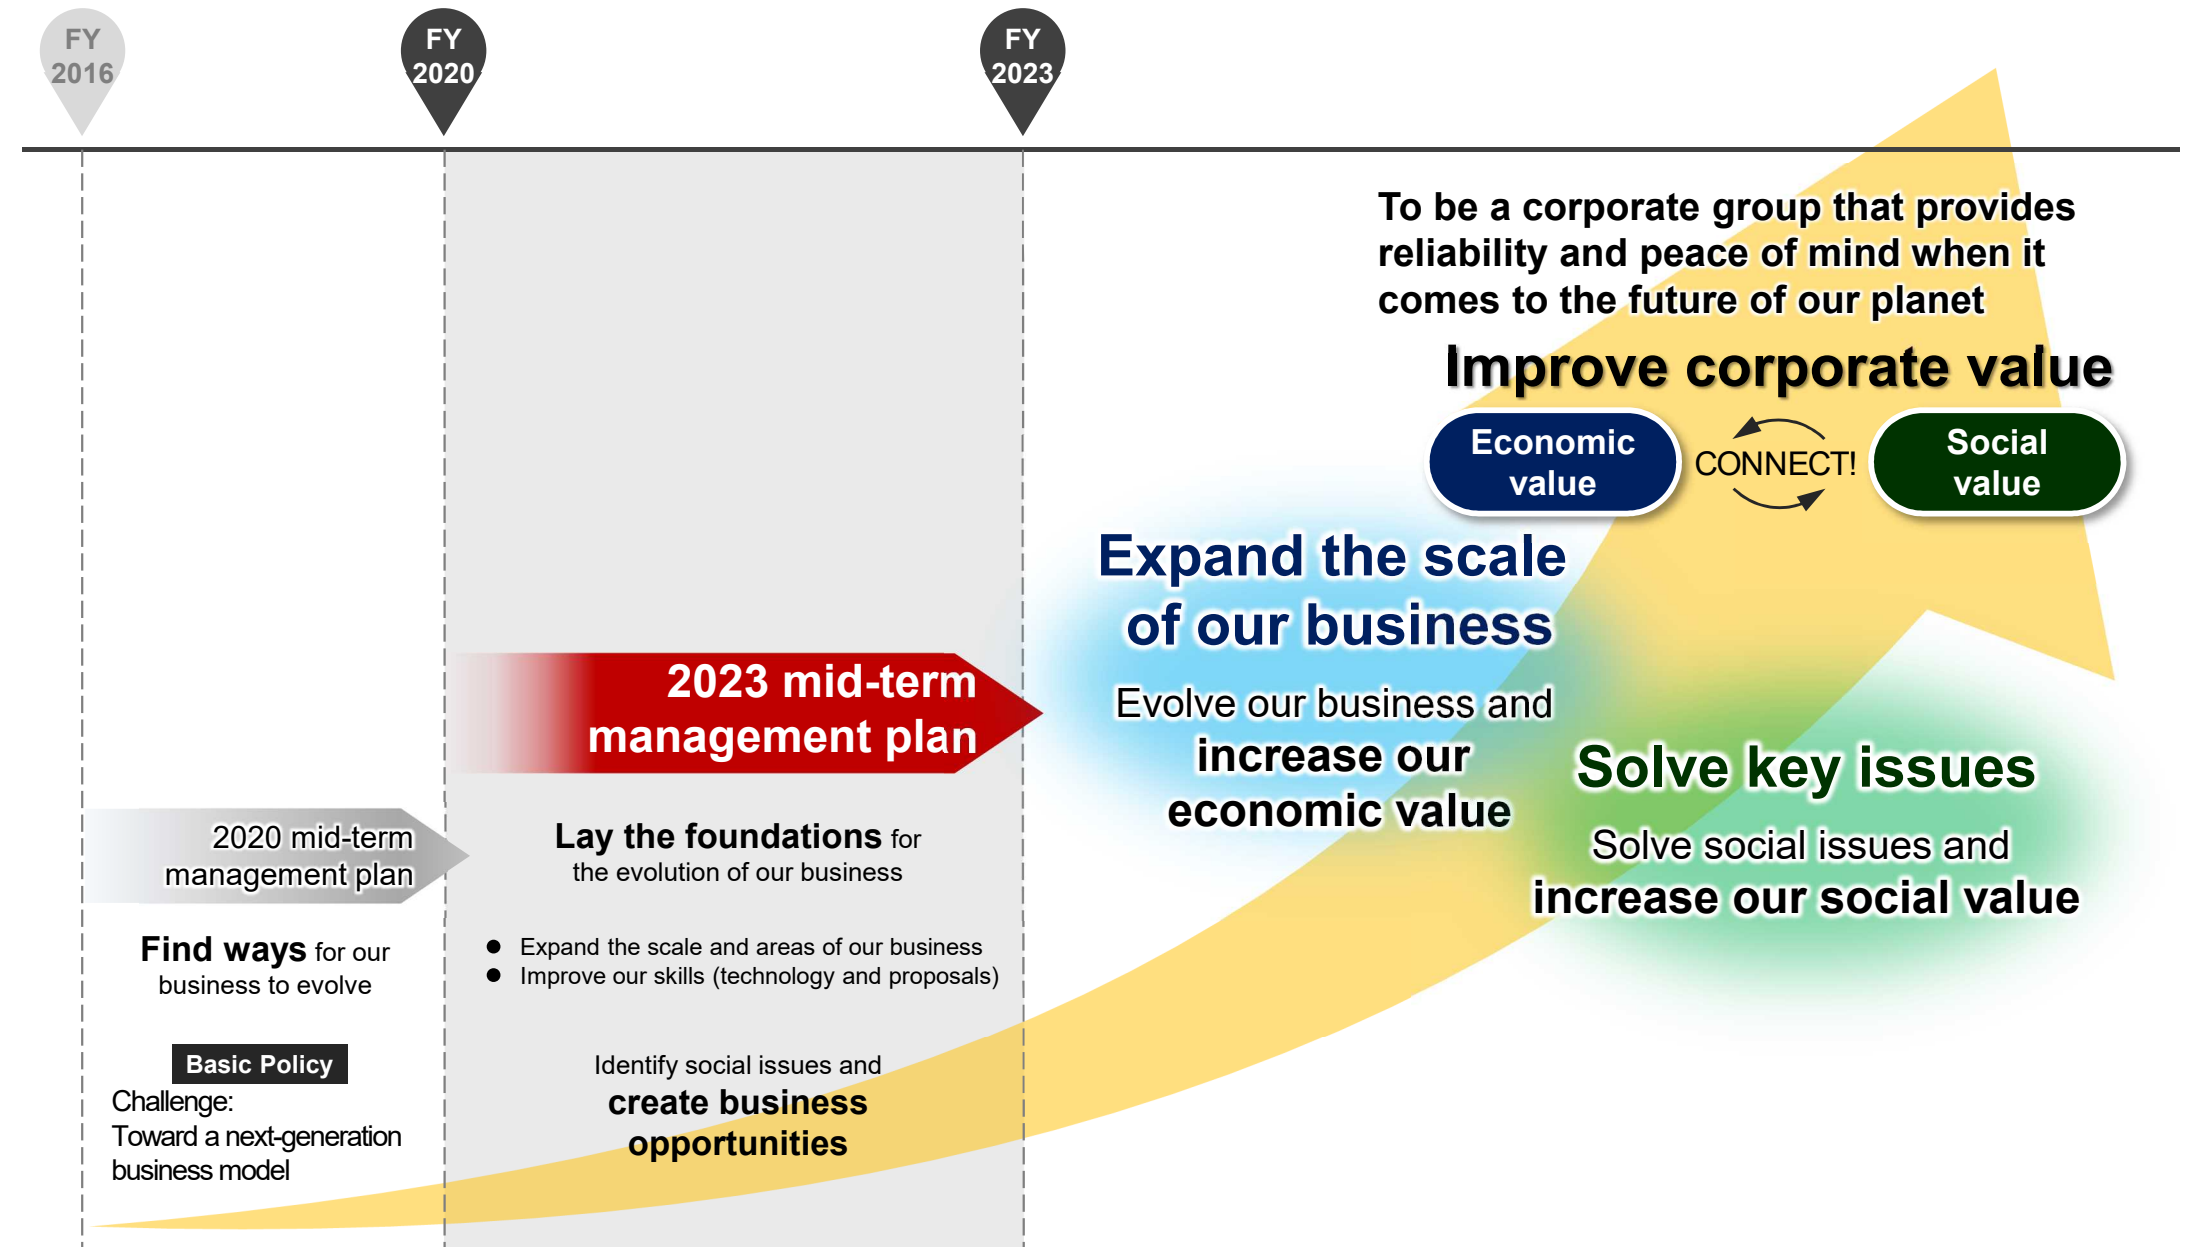 FY
2016
FY
2020
FY
2023
2020 mid-term
management plan
Find ways for our
business to evolve
Basic Policy
Challenge:
Toward a next-generation
business model
2023 mid-term
management plan
Lay the foundations for
the evolution of our business
● Expand the scale and areas of our business
● Improve our skills (technology and proposals)
Identify social issues and
create business
opportunities
To be a corporate group that provides
reliability and peace of mind when it
comes to the future of our planet
Improve corporate value
Economic
value
CONNECT!
Social
value
Expand the scale
of our business
Evolve our business and
increase our
economic value
Solve key issues
Solve social issues and
increase our social value